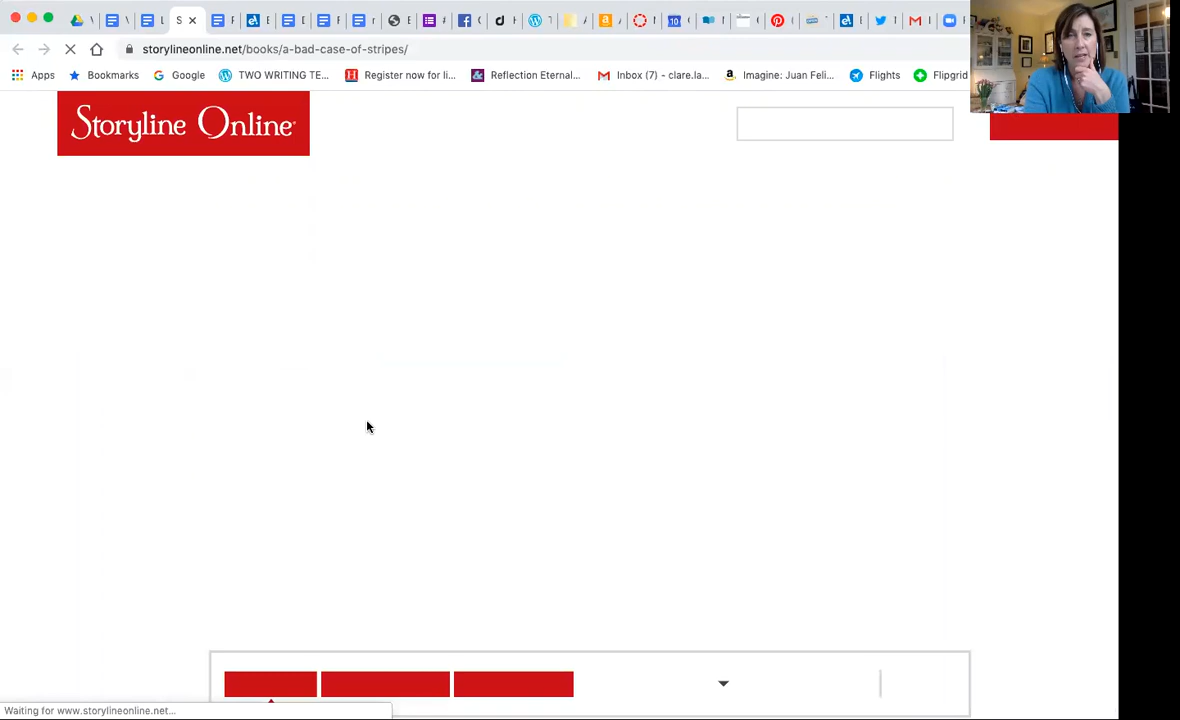 S
storylineonline.net/books/a-bad-case-of-stripes/
Apps Bookmarks Google TWO WRITING TE... Register now for li... Reflection Eternal... Inbox (7) - clare.la... Imagine: Juan Feli... Flights Flipgrid
Storyline Online
Waiting for www.storylineonline.net...